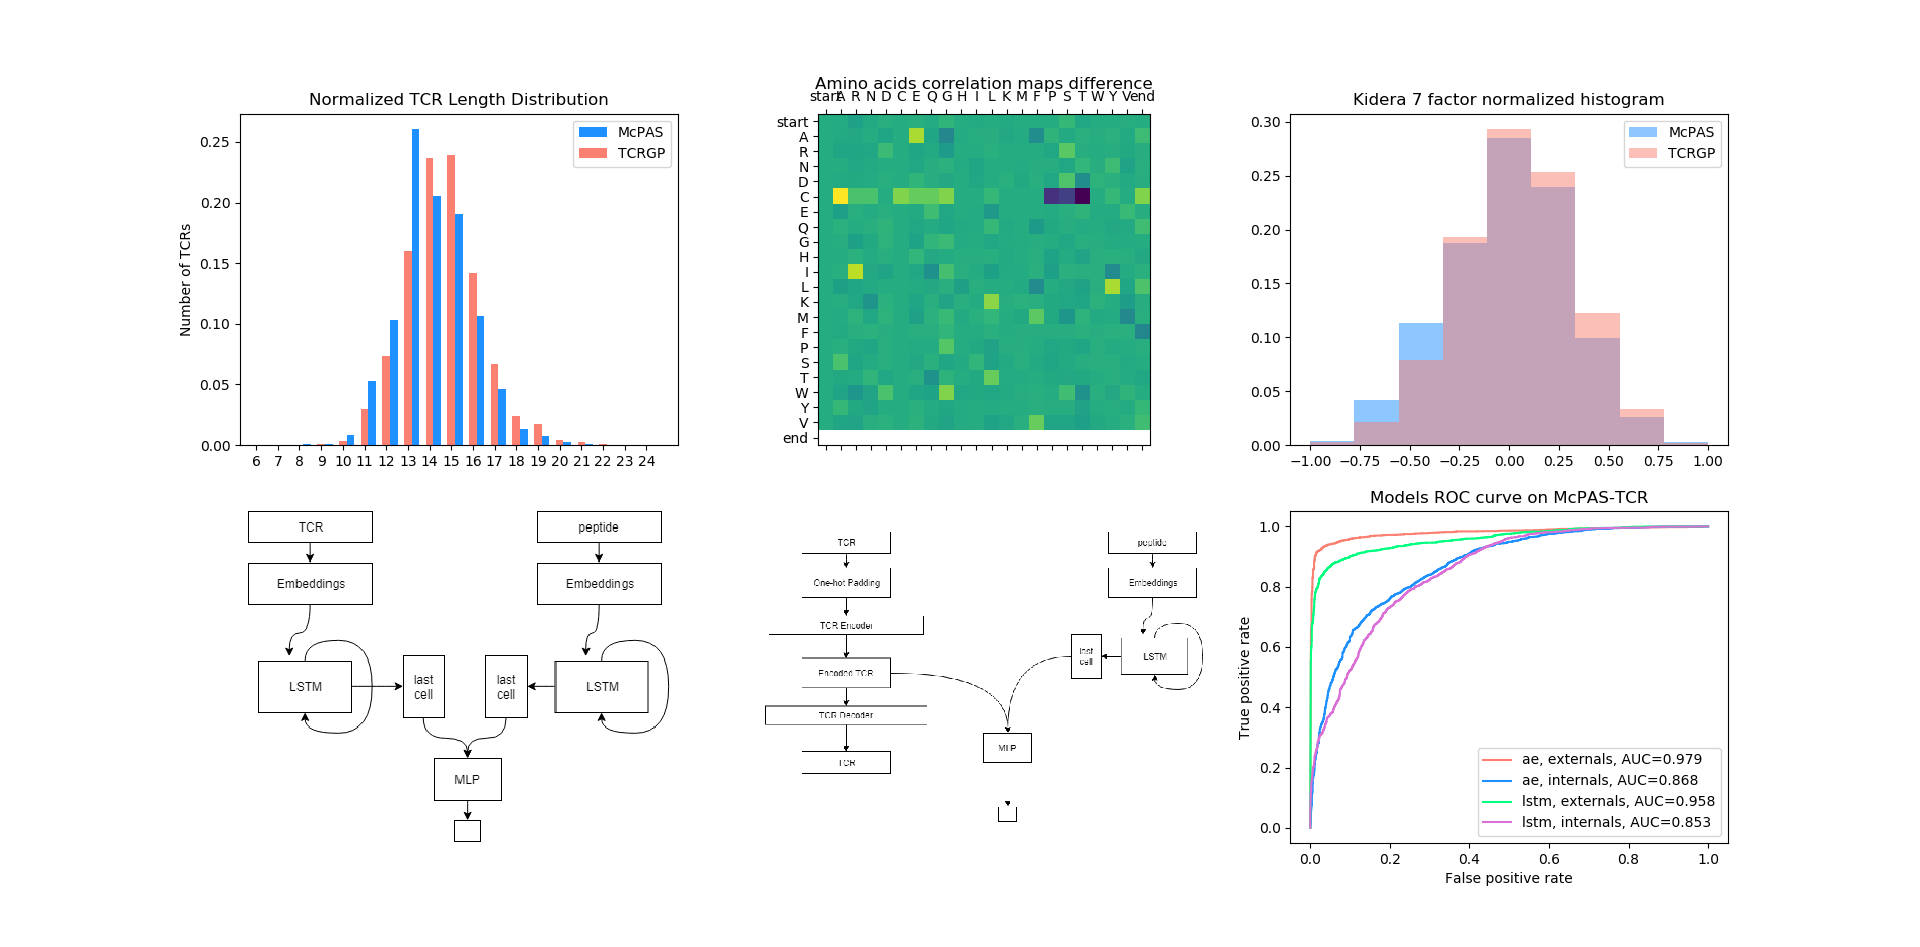 Normalized TCR Length Distribution
Number of TCRs
0.25
0.20
0.15
0.10
0.05
0.00
6 7 8 9 10 11 12 13 14 15 16 17 18 19 20 21 22 23 24
McPAS
TCRGP
Amino acids correlation maps difference
start A R N D C E Q G H I L K M F P S T W Y V end
start
A
R
N
D
C
E
Q
G
H
I
L
K
M
F
P
S
T
W
Y
V
end
Kidera 7 factor normalized histogram
0.30
0.25
0.20
0.15
0.10
0.05
0.00
−1.00 −0.75 −0.50 −0.25 0.00 0.25 0.50 0.75 1.00
McPAS
TCRGP
TCR
peptide
Embeddings
Embeddings
LSTM
last
cell
last
cell
LSTM
MLP
TCR
peptide
One-hot Padding
Embeddings
TCR Encoder
Encoded TCR
last
cell
LSTM
TCR Decoder
TCR
MLP
Models ROC curve on McPAS-TCR
True positive rate
1.0
0.8
0.6
0.4
0.2
0.0
0.0 0.2 0.4 0.6 0.8 1.0
False positive rate
ae, externals, AUC=0.979
ae, internals, AUC=0.868
lstm, externals, AUC=0.958
lstm, internals, AUC=0.853